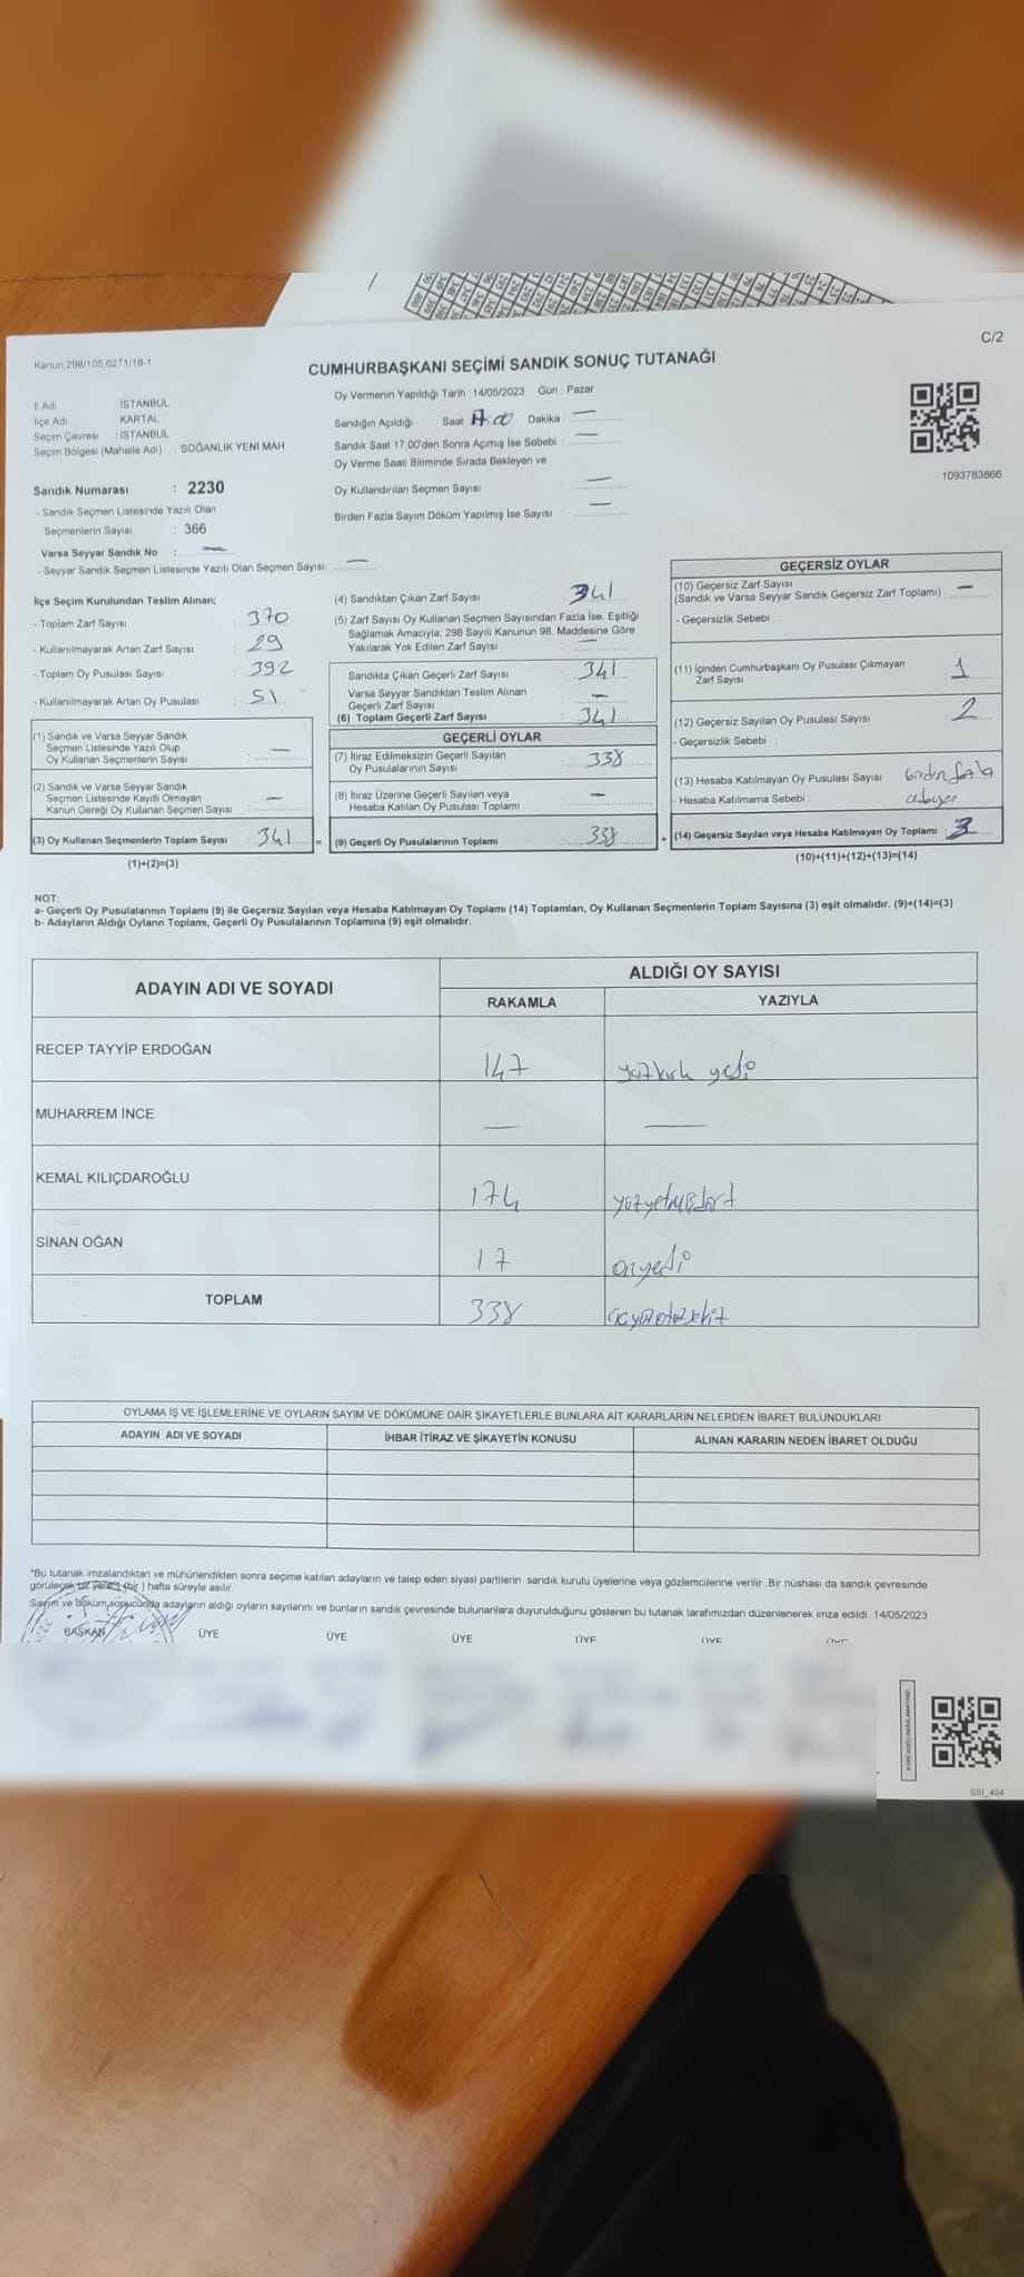 C/2
Kanun:298/105,6271/18-1
CUMHURBAŞKANI SEÇİMİ SANDIK SONUÇ TUTANAĞI
İl Adı : İSTANBUL
İlçe Adı : KARTAL
Seçim Çevresi : İSTANBUL
Seçim Bölgesi (Mahalle Adı) : SOĞANLIK YENİ MAH
Sandık Numarası : 2230
- Sandık Seçmen Listesinde Yazılı Olan
Seçmenlerin Sayısı : 366
Varsa Seyyar Sandık No : —
- Seyyar Sandık Seçmen Listesinde Yazılı Olan Seçmen Sayısı: —
Oy Vermenin Yapıldığı Tarih : 14/05/2023 Gün : Pazar
Sandığın Açıldığı Saat Dakika : —
Sandık Saat 17.00'den Sonra Açımış İse Sebebi : —
Oy Verme Saati Bitiminde Sırada Bekleyen ve
Oy Kullandırılan Seçmen Sayısı : —
Birden Fazla Sayım Döküm Yapılmış İse Sayısı : —
1093783866
İlçe Seçim Kurulundan Teslim Alınan;
- Toplam Zarf Sayısı : 370
- Kullanılmayarak Artan Zarf Sayısı : 29
- Toplam Oy Pusulası Sayısı : 392
- Kullanılmayarak Artan Oy Pusulası : 51
(1) Sandık ve Varsa Seyyar Sandık
Seçmen Listesinde Yazılı Olup
Oy Kullanan Seçmenlerin Sayısı : —
(2) Sandık ve Varsa Seyyar Sandık
Seçmen Listesinde Kayıtlı Olmayan
Kanun Gereği Oy Kullanan Seçmen Sayısı : —
(3) Oy Kullanan Seçmenlerin Toplam Sayısı : 341 =
(1)+(2)=(3)
(4) Sandıktan Çıkan Zarf Sayısı : 341
(5) Zarf Sayısı Oy Kullanan Seçmen Sayısından Fazla İse, Eşitliği
Sağlamak Amacıyla, 298 Sayılı Kanunun 98. Maddesine Göre
Yakılarak Yok Edilen Zarf Sayısı : —
Sandıkta Çıkan Geçerli Zarf Sayısı : 341
Varsa Seyyar Sandıktan Teslim Alınan
Geçerli Zarf Sayısı : —
(6) Toplam Geçerli Zarf Sayısı : 341
GEÇERLİ OYLAR
(7) İtiraz Edilmeksizin Geçerli Sayılan
Oy Pusulalarının Sayısı : 338
(8) İtiraz Üzerine Geçerli Sayılan veya
Hesaba Katılan Oy Pusulası Toplamı : —
(9) Geçerli Oy Pusulalarının Toplamı : 338 +
GEÇERSİZ OYLAR
(10) Geçersiz Zarf Sayısı
(Sandık ve Varsa Seyyar Sandık Geçersiz Zarf Toplamı) : —
- Geçersizlik Sebebi :
(11) İçinden Cumhurbaşkanı Oy Pusulası Çıkmayan
Zarf Sayısı 1
(12) Geçersiz Sayılan Oy Pusulası Sayısı : 2
- Geçersizlik Sebebi :
(13) Hesaba Katılmayan Oy Pusulası Sayısı : birden fazla
- Hesaba Katılmama Sebebi :
(14) Geçersiz Sayılan veya Hesaba Katılmayan Oy Toplamı : 3
(10)+(11)+(12)+(13)=(14)
NOT:
a- Geçerli Oy Pusulalarının Toplamı (9) ile Geçersiz Sayılan veya Hesaba Katılmayan Oy Toplamı (14) Toplamları, Oy Kullanan Seçmenlerin Toplam Sayısına (3) eşit olmalıdır. (9)+(14)=(3)
b- Adayların Aldığı Oyların Toplamı, Geçerli Oy Pusulalarının Toplamına (9) eşit olmalıdır.
ADAYIN ADI VE SOYADI
ALDIĞI OY SAYISI
RAKAMLA YAZIYLA
RECEP TAYYİP ERDOĞAN 147 yüzkırk yedi
MUHARREM İNCE — —
KEMAL KILIÇDAROĞLU 174 yüzyetmişdört
SİNAN OĞAN 17 onyedi
TOPLAM 338 üçyüzotuzsekiz
OYLAMA İŞ VE İŞLEMLERİNE VE OYLARIN SAYIM VE DÖKÜMÜNE DAİR ŞİKAYETLERLE BUNLARA AİT KARARLARIN NELERDEN İBARET BULUNDUKLARI
ADAYIN ADI VE SOYADI İHBAR İTİRAZ VE ŞİKAYETİN KONUSU ALINAN KARARIN NEDEN İBARET OLDUĞU
*Bu tutanak imzalandıktan ve mühürlendikten sonra seçime katılan adayların ve talep eden siyasi partilerin sandık kurulu üyelerine veya gözlemcilerine verilir. Bir nüshası da sandık çevresinde
görülecek bir yere 1 (bir ) hafta süreyle asılır.
Sayım ve döküm sonucunda adayların aldığı oyların sayılarını ve bunların sandık çevresinde bulunanlara duyurulduğunu gösteren bu tutanak tarafımızdan düzenlenerek imza edildi. 14/05/2023
BAŞKAN ÜYE ÜYE ÜYE ÜYE ÜYE ÜYE
SSI_404